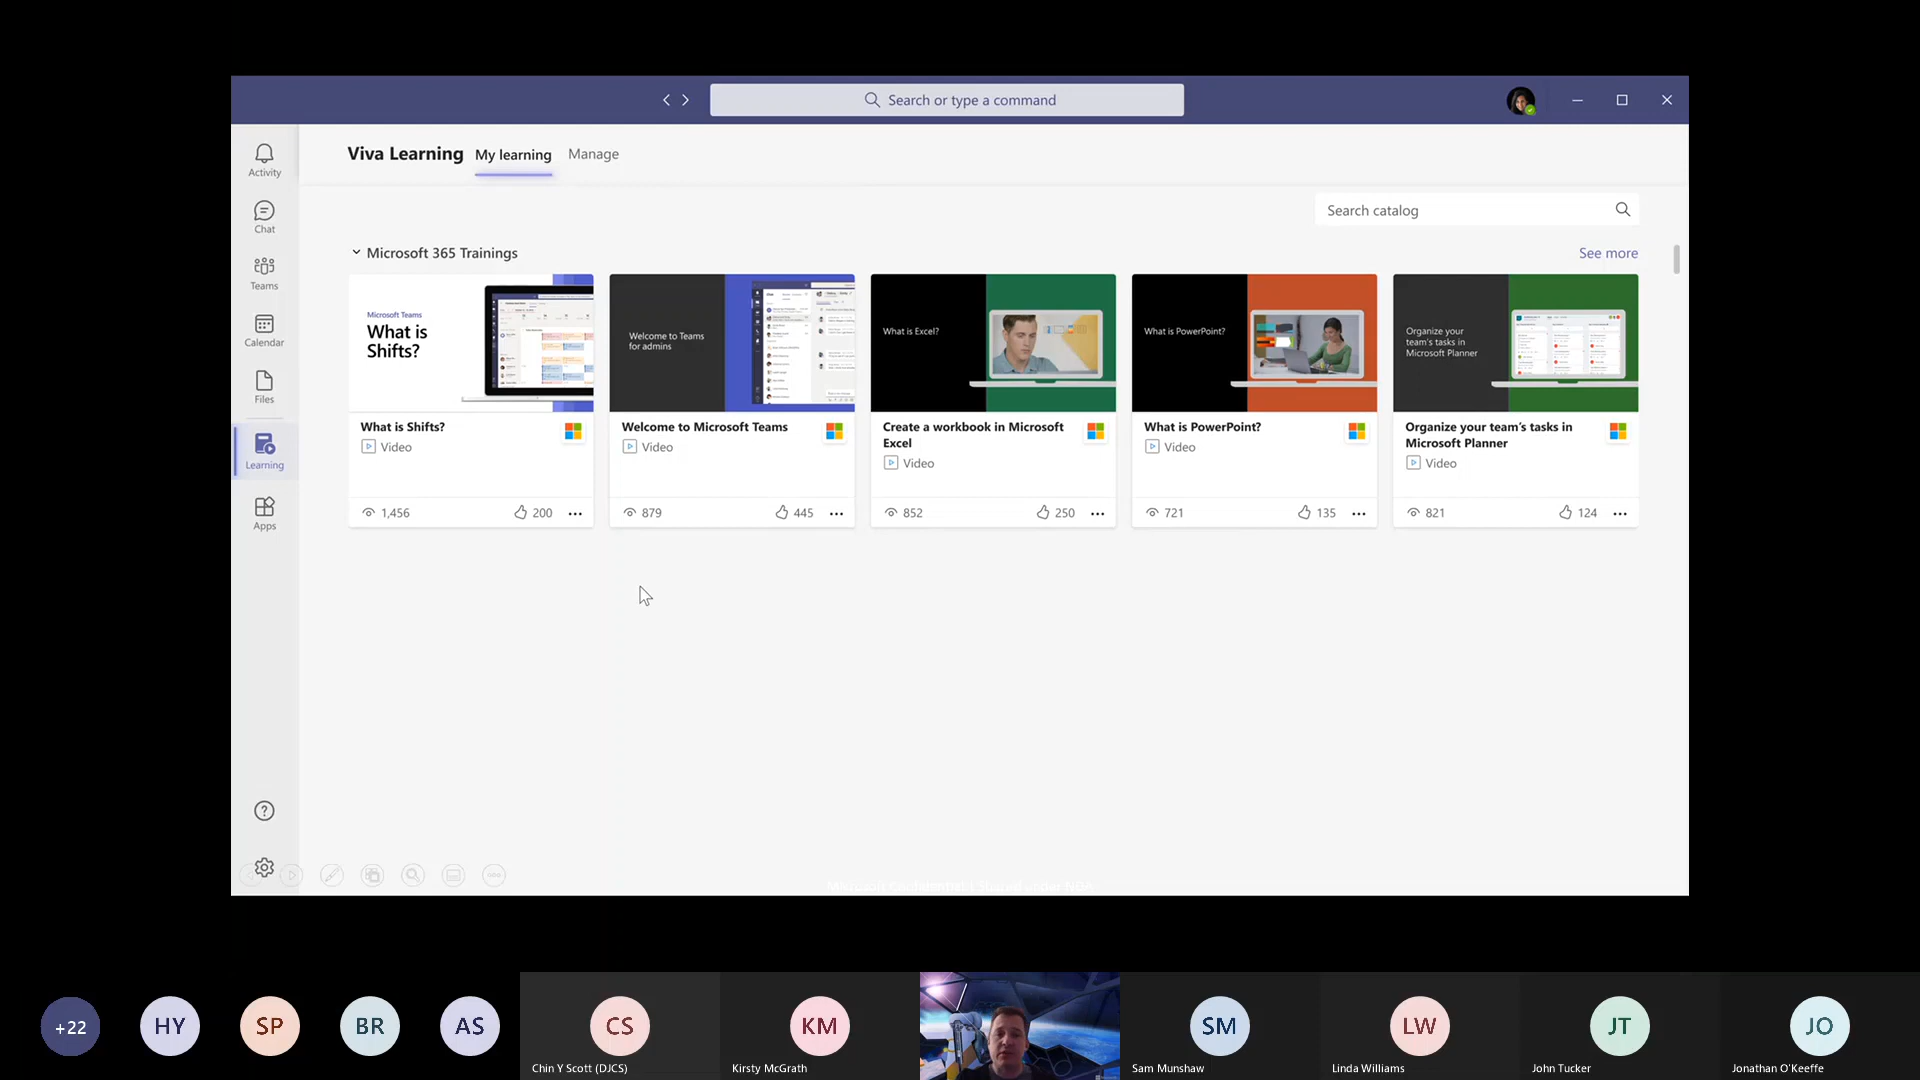 Search or type a command
Viva Learning
My learning
Manage
Activity
Chat
Teams
Calendar
Files
Learning
Apps
Search catalog
Microsoft 365 Trainings
See more
Microsoft Teams
What is
Shifts?
What is Shifts?
Video
1,456
200
Welcome to Teams
for admins
Welcome to Microsoft Teams
Video
879
445
What is Excel?
Create a workbook in Microsoft
Excel
Video
852
250
What is PowerPoint?
What is PowerPoint?
Video
721
135
Organize your
team's tasks in
Microsoft Planner
Organize your team's tasks in
Microsoft Planner
Video
821
124
Microsoft Confidential | Shared under NDA
+22
HY
SP
BR
AS
CS
Chin Y Scott (DJCS)
KM
Kirsty McGrath
SM
Sam Munshaw
LW
Linda Williams
JT
John Tucker
JO
Jonathan O'Keeffe